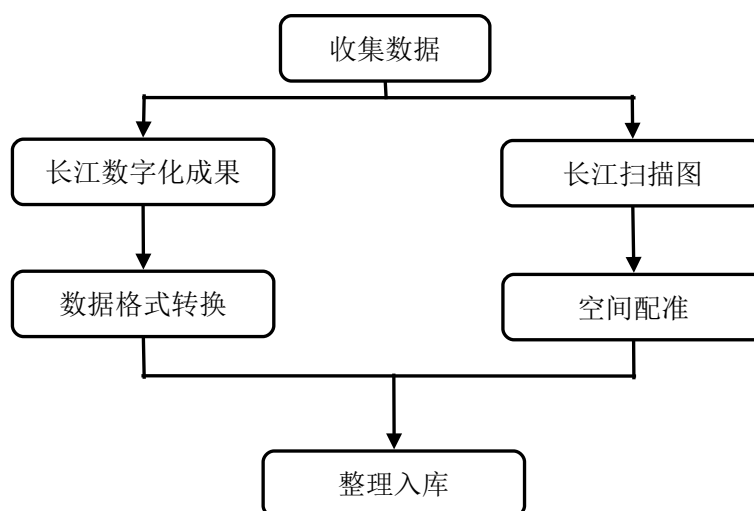 收集数据
长江数字化成果
长江扫描图
数据格式转换
空间配准
整理入库